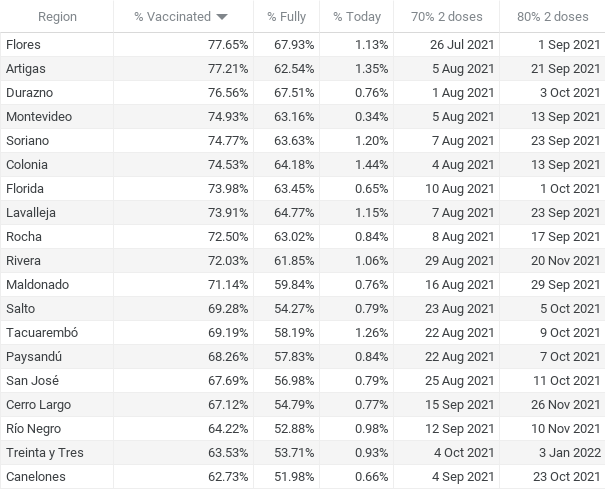 Region % Vaccinated % Fully % Today 70% 2 doses 80% 2 doses
Flores 77.65% 67.93% 1.13% 26 Jul 2021 1 Sep 2021
Artigas 77.21% 62.54% 1.35% 5 Aug 2021 21 Sep 2021
Durazno 76.56% 67.51% 0.76% 1 Aug 2021 3 Oct 2021
Montevideo 74.93% 63.16% 0.34% 5 Aug 2021 13 Sep 2021
Soriano 74.77% 63.63% 1.20% 7 Aug 2021 23 Sep 2021
Colonia 74.53% 64.18% 1.44% 4 Aug 2021 13 Sep 2021
Florida 73.98% 63.45% 0.65% 10 Aug 2021 1 Oct 2021
Lavalleja 73.91% 64.77% 1.15% 7 Aug 2021 23 Sep 2021
Rocha 72.50% 63.02% 0.84% 8 Aug 2021 17 Sep 2021
Rivera 72.03% 61.85% 1.06% 29 Aug 2021 20 Nov 2021
Maldonado 71.14% 59.84% 0.76% 16 Aug 2021 29 Sep 2021
Salto 69.28% 54.27% 0.79% 23 Aug 2021 5 Oct 2021
Tacuarembó 69.19% 58.19% 1.26% 22 Aug 2021 9 Oct 2021
Paysandú 68.26% 57.83% 0.84% 22 Aug 2021 7 Oct 2021
San José 67.69% 56.98% 0.79% 25 Aug 2021 11 Oct 2021
Cerro Largo 67.12% 54.79% 0.77% 15 Sep 2021 26 Nov 2021
Río Negro 64.22% 52.88% 0.98% 12 Sep 2021 10 Nov 2021
Treinta y Tres 63.53% 53.71% 0.93% 4 Oct 2021 3 Jan 2022
Canelones 62.73% 51.98% 0.66% 4 Sep 2021 23 Oct 2021